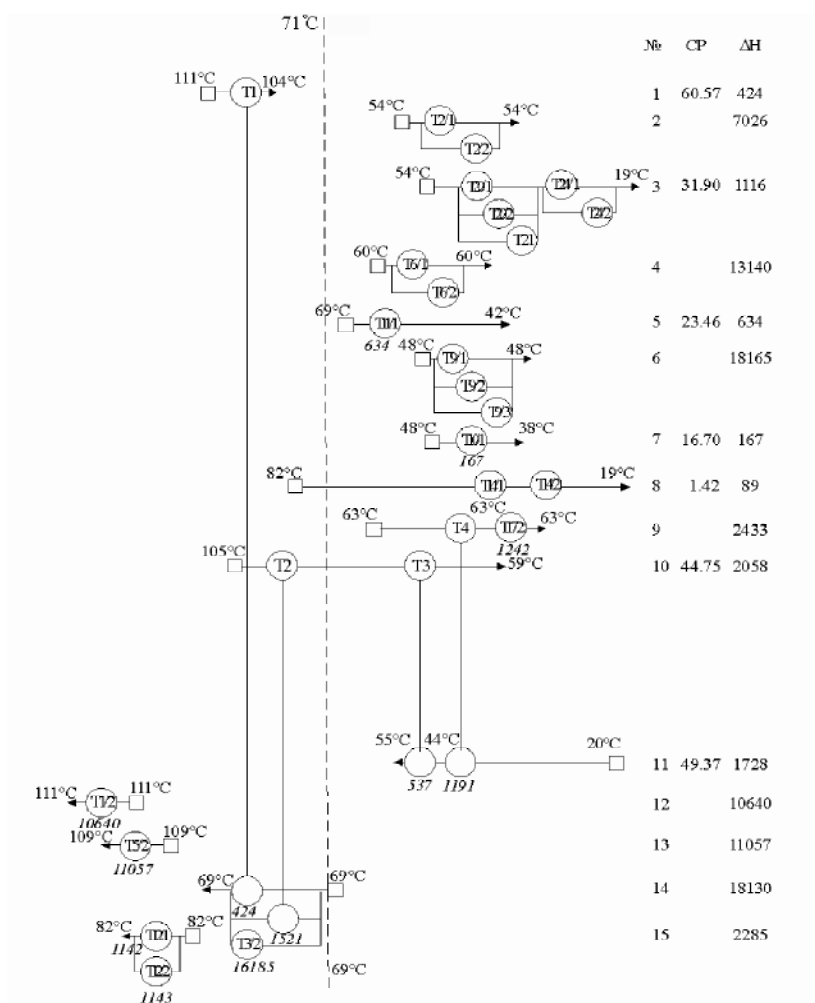 71°C
№ CP ΔH
111°C T1 104°C 1 60.57 424
54°C T2/1 54°C 2 7026
T2/2
54°C T24/1 19°C 3 31.90 1116
T24/2
T21
60°C T6/1 60°C 4 13140
T6/2
69°C 42°C 5 23.46 634
634
48°C T9/1 48°C 6 18165
T9/2
T9/3
48°C 38°C 7 16.70 167
167
82°C 19°C 8 1.42 89
63°C T4 63°C 63°C 9 2433
1242
105°C T2 T3 59°C 10 44.75 2058
55°C 44°C 20°C 11 49.37 1728
537 1191
111°C 111°C 12 10640
10640
109°C 109°C 13 11057
11057
69°C 69°C 14 18130
424
82°C 82°C 15 2285
1142 1521
16185 69°C
1143